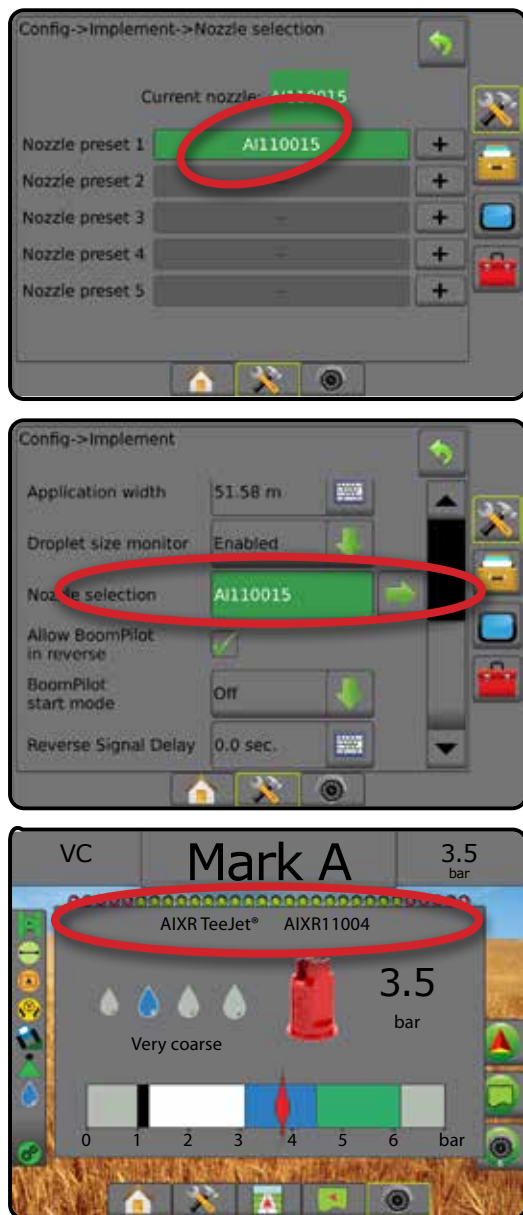 Config->Implement->Nozzle selection
Current nozzle: AI110015
Nozzle preset 1 AI110015 +
Nozzle preset 2 - +
Nozzle preset 3 - +
Nozzle preset 4 - +
Nozzle preset 5 - +
Config->Implement
Application width 51.58 m
Droplet size monitor Enabled
Nozzle selection AI110015
Allow BoomPilot
in reverse
BoomPilot
start mode Off
Reverse Signal Delay 0.0 sec.
VC Mark A 3.5
bar
AIXR TeeJet® AIXR11004
3.5
bar
Very coarse
0 1 2 3 4 5 6 bar